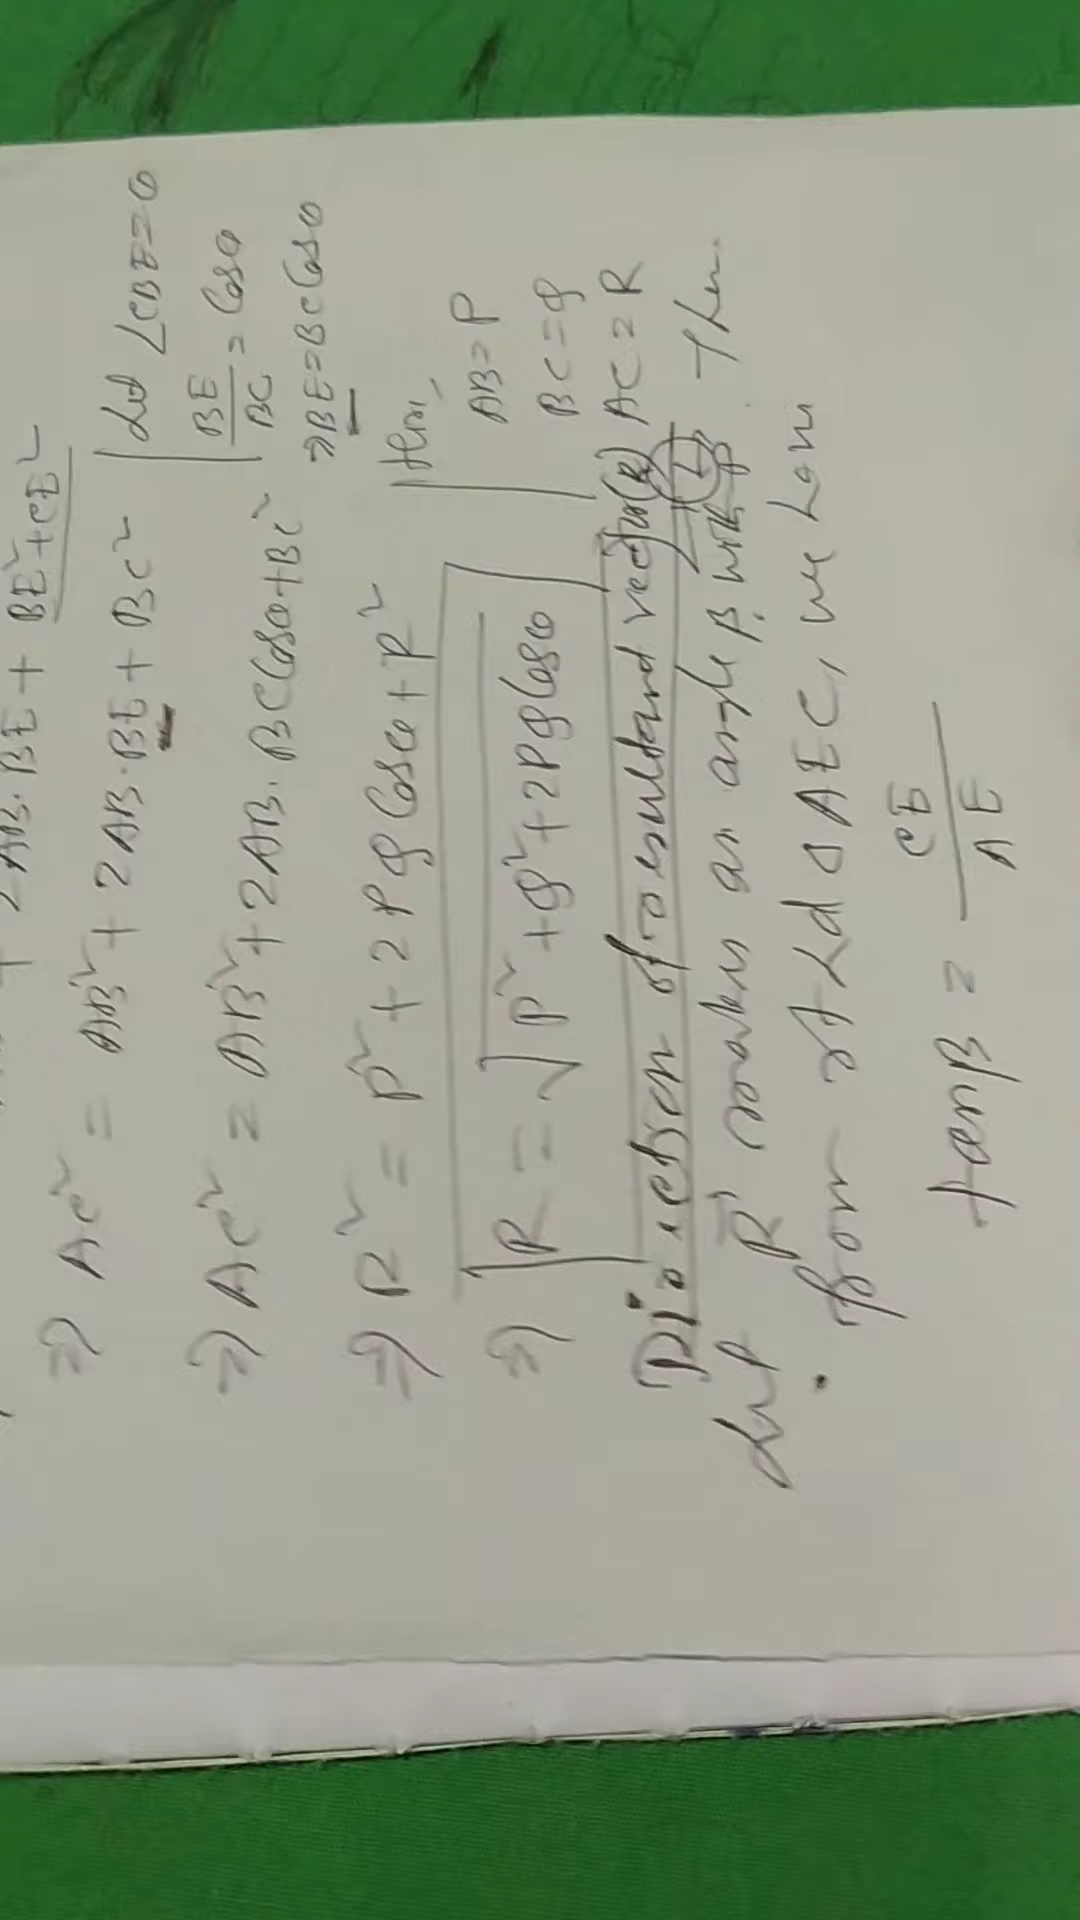 2AB.BE + BE²+CE²
⇒ AC² = AB²+2AB.BE+BC² | Let ∠CBE=θ
BE/BC = Cosθ
⇒BE=BC Cosθ
⇒ AC² = AB²+2AB.BC Cosθ+BC²
Here,
AB=P
BC=Q
AC=R
⇒ R² = P²+2PQ Cosθ+P²
⇒ R = √P²+Q²+2PQ Cosθ
Direction of resultant vector(R)
Let R makes an angle β with P. Then.
from rt ∠d Δ AEC, we have
tanβ = CE/AE